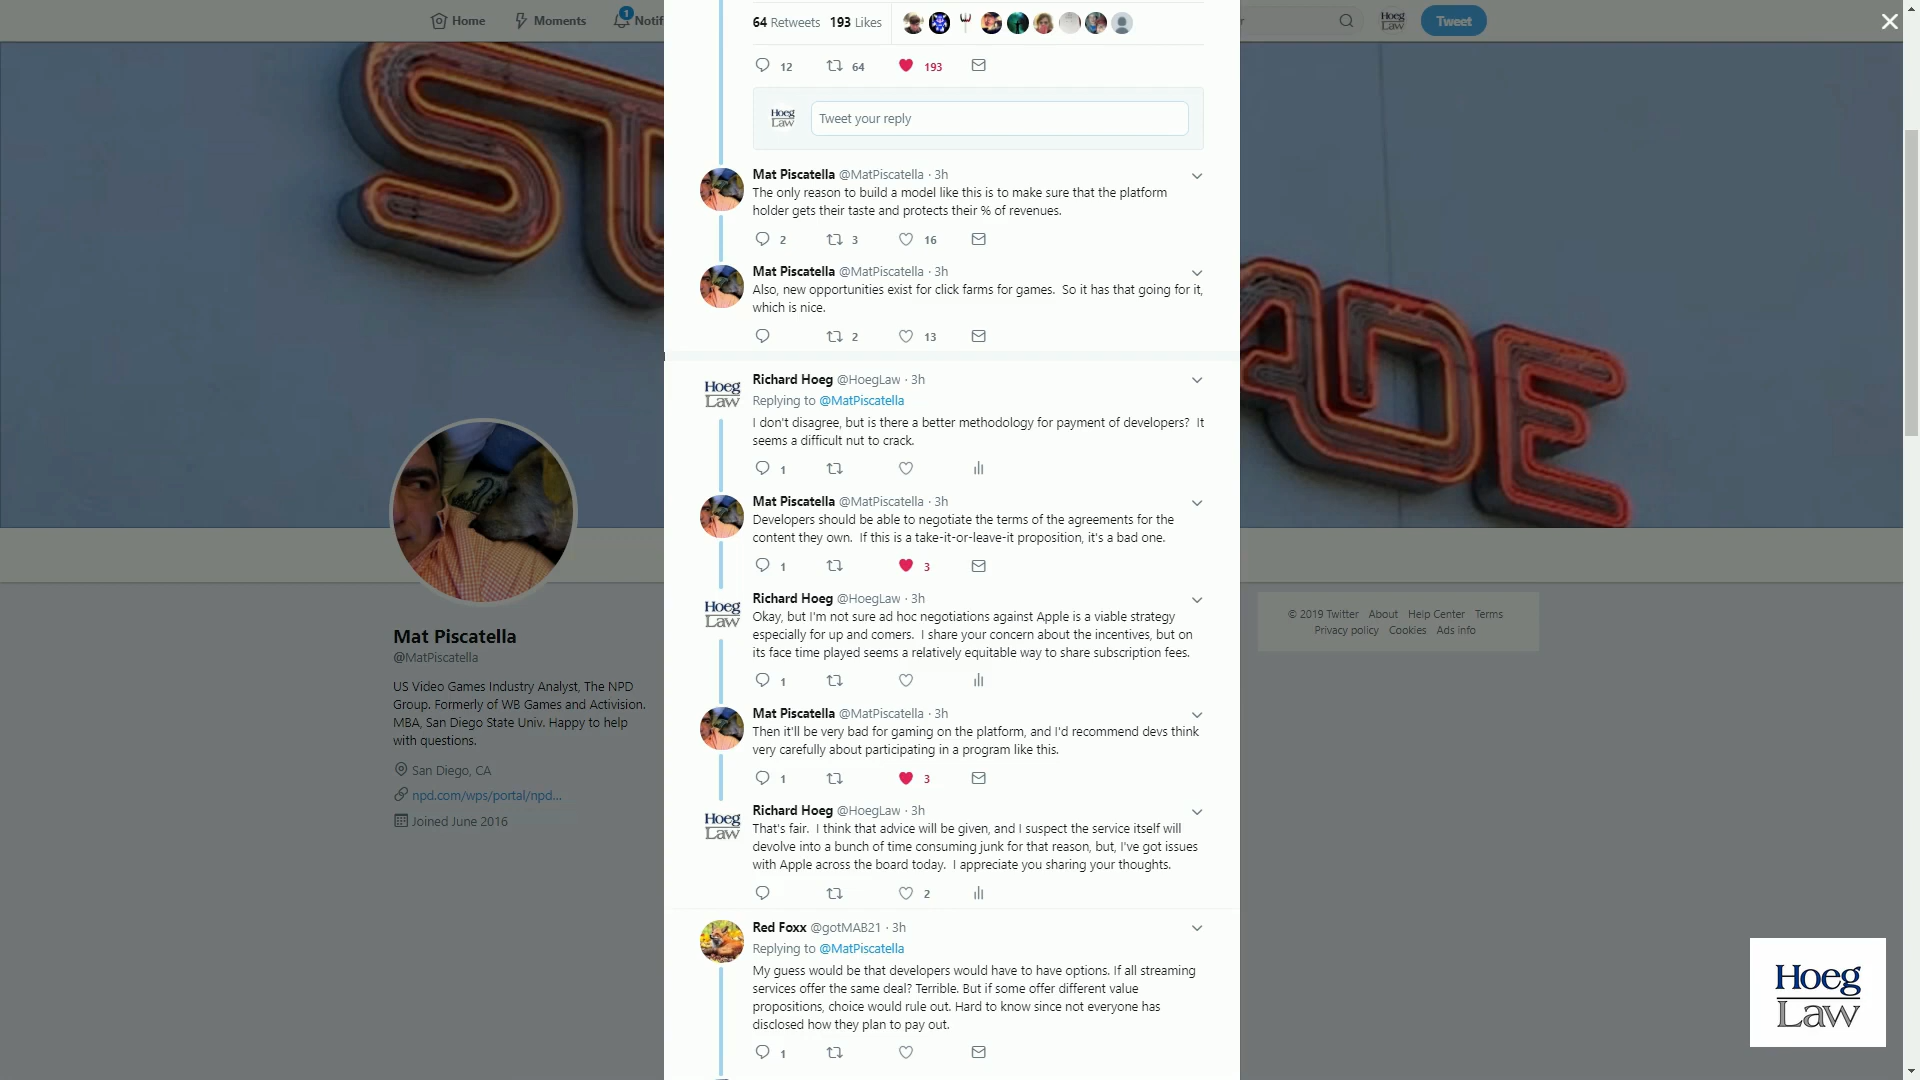 Home
Moments
1
Notif
Hoeg
Law
Tweet
64 Retweets 193 Likes
12 64 193
Hoeg
Law
Tweet your reply
Mat Piscatella @MatPiscatella · 3h
The only reason to build a model like this is to make sure that the platform
holder gets their taste and protects their % of revenues.
2 3 16
Mat Piscatella @MatPiscatella · 3h
Also, new opportunities exist for click farms for games.  So it has that going for it,
which is nice.
2 13
Hoeg
Law
Richard Hoeg @HoegLaw · 3h
Replying to @MatPiscatella
I don't disagree, but is there a better methodology for payment of developers?  It
seems a difficult nut to crack.
1
Mat Piscatella @MatPiscatella · 3h
Developers should be able to negotiate the terms of the agreements for the
content they own.  If this is a take-it-or-leave-it proposition, it's a bad one.
1 3
Hoeg
Law
Richard Hoeg @HoegLaw · 3h
Okay, but I'm not sure ad hoc negotiations against Apple is a viable strategy
especially for up and comers.  I share your concern about the incentives, but on
its face time played seems a relatively equitable way to share subscription fees.
1
Mat Piscatella @MatPiscatella · 3h
Then it'll be very bad for gaming on the platform, and I'd recommend devs think
very carefully about participating in a program like this.
1 3
Hoeg
Law
Richard Hoeg @HoegLaw · 3h
That's fair.  I think that advice will be given, and I suspect the service itself will
devolve into a bunch of time consuming junk for that reason, but, I've got issues
with Apple across the board today.  I appreciate you sharing your thoughts.
2
Red Foxx @gotMAB21 · 3h
Replying to @MatPiscatella
My guess would be that developers would have to have options. If all streaming
services offer the same deal? Terrible. But if some offer different value
propositions, choice would rule out. Hard to know since not everyone has
disclosed how they plan to pay out.
1
Mat Piscatella
@MatPiscatella
US Video Games Industry Analyst, The NPD
Group. Formerly of WB Games and Activision.
MBA, San Diego State Univ. Happy to help
with questions.
San Diego, CA
npd.com/wps/portal/npd...
Joined June 2016
© 2019 Twitter About Help Center Terms
Privacy policy Cookies Ads info
Hoeg
Law
ST
ADE